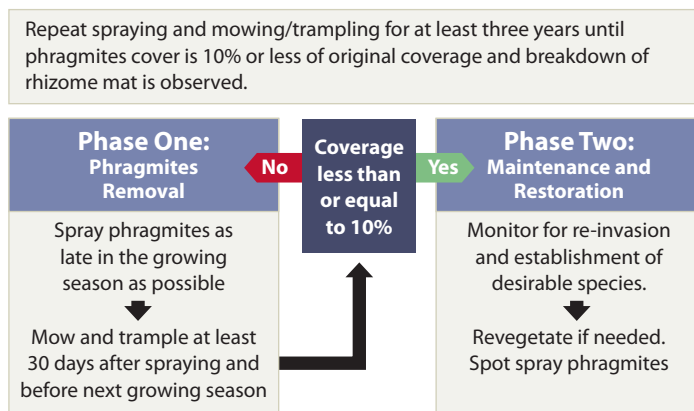 Repeat spraying and mowing/trampling for at least three years until
phragmites cover is 10% or less of original coverage and breakdown of
rhizome mat is observed.
Phase One:
Phragmites
Removal
Spray phragmites as
late in the growing
season as possible
Mow and trample at least
30 days after spraying and
before next growing season
No
Coverage
less than
or equal
to 10%
Yes
Phase Two:
Maintenance and
Restoration
Monitor for re-invasion
and establishment of
desirable species.
Revegetate if needed.
Spot spray phragmites